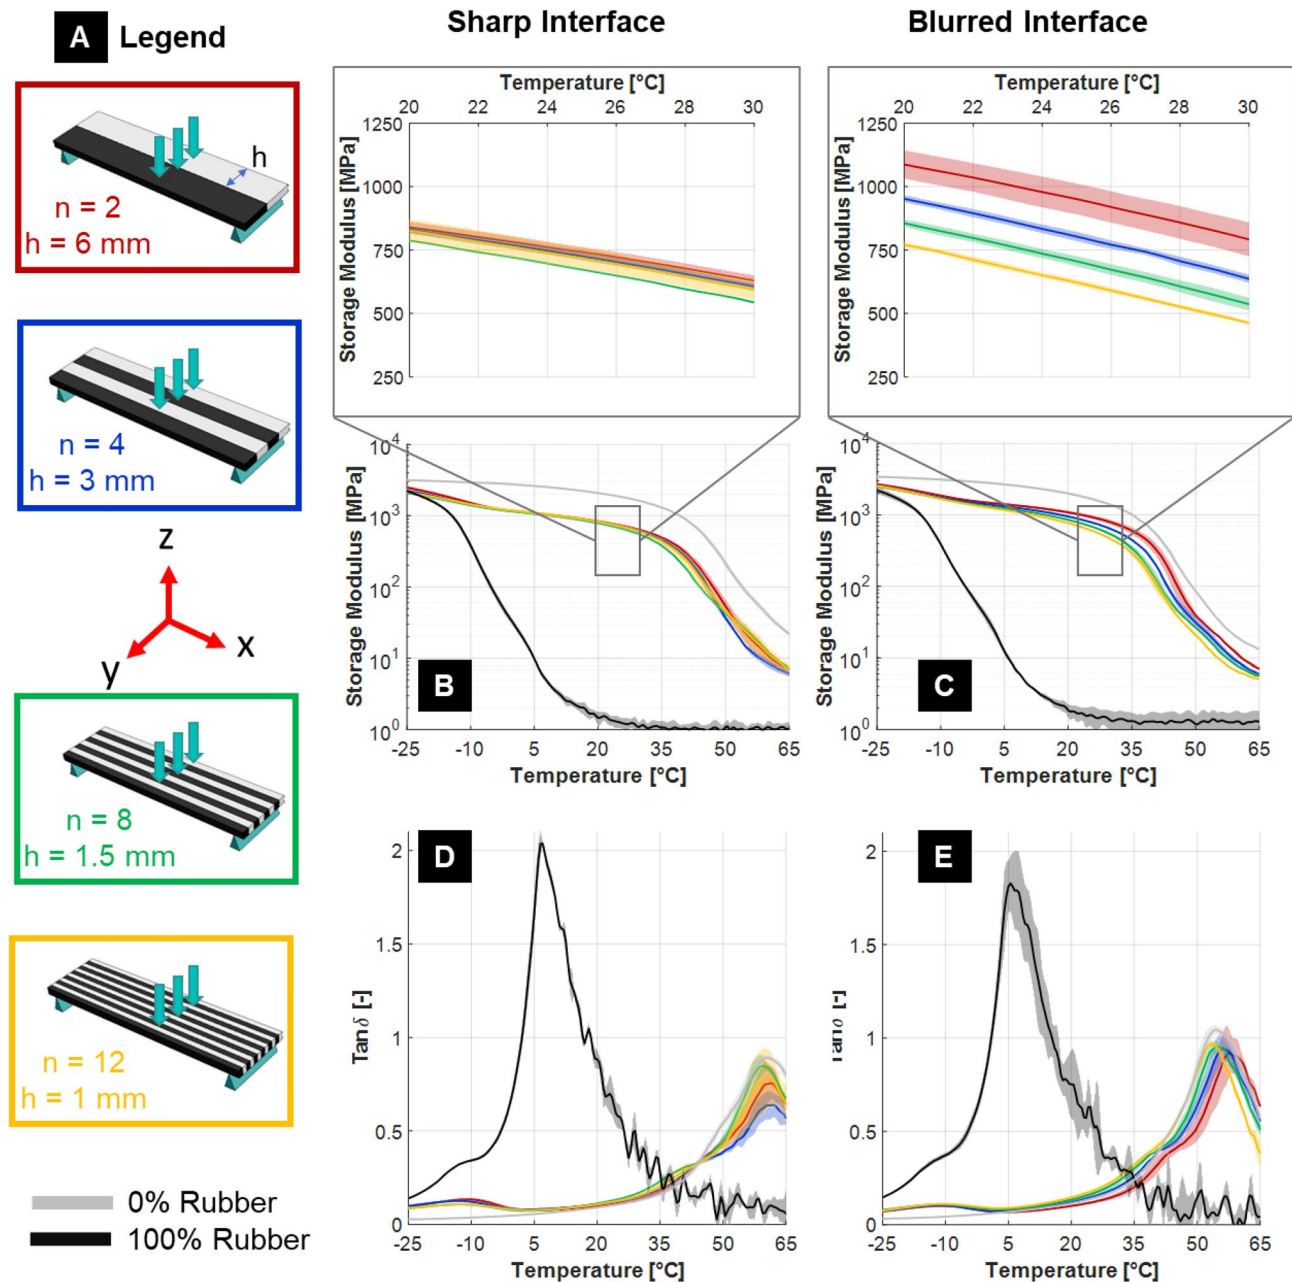 A Legend
Sharp Interface
Blurred Interface
h
n = 2
h = 6 mm
n = 4
h = 3 mm
z
y
x
n = 8
h = 1.5 mm
n = 12
h = 1 mm
0% Rubber
100% Rubber
Temperature [°C]
20 22 24 26 28 30
Storage Modulus [MPa]
1250
1000
750
500
250
Temperature [°C]
20 22 24 26 28 30
Storage Modulus [MPa]
1250
1000
750
500
250
Storage Modulus [MPa]
10^4
10^3
10^2
10^1
10^0
B
-25 -10 5 20 35 50 65
Temperature [°C]
Storage Modulus [MPa]
10^4
10^3
10^2
10^1
10^0
C
-25 -10 5 20 35 50 65
Temperature [°C]
D
Tanδ [-]
2
1.5
1
0.5
0
-25 -10 5 20 35 50 65
Temperature [°C]
E
2
1.5
1
0.5
0
-25 -10 5 20 35 50 65
Temperature [°C]